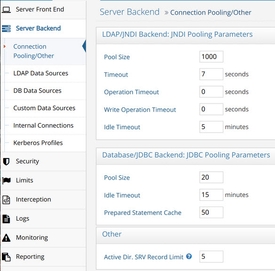 Server Front End
Server Backend
Connection
Pooling/Other
LDAP Data Sources
DB Data Sources
Custom Data Sources
Internal Connections
Kerberos Profiles
Security
Limits
Interception
Logs
Monitoring
Reporting
Server Backend > Connection Pooling/Other
LDAP/JNDI Backend: JNDI Pooling Parameters
Pool Size 1000
Timeout 7 seconds
Operation Timeout 0 seconds
Write Operation Timeout 0 seconds
Idle Timeout 5 minutes
Database/JDBC Backend: JDBC Pooling Parameters
Pool Size 20
Idle Timeout 15 minutes
Prepared Statement Cache 50
Other
Active Dir. SRV Record Limit ? 5